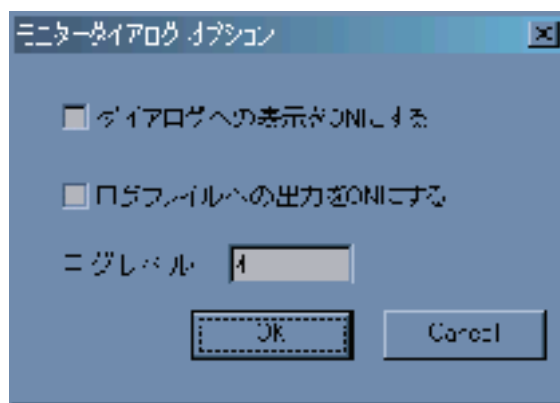 モニターダイアログ オプション
ダイアログへの表示をONにする
ログファイルへの出力をONにする
ログレベル 4
OK
Cancel